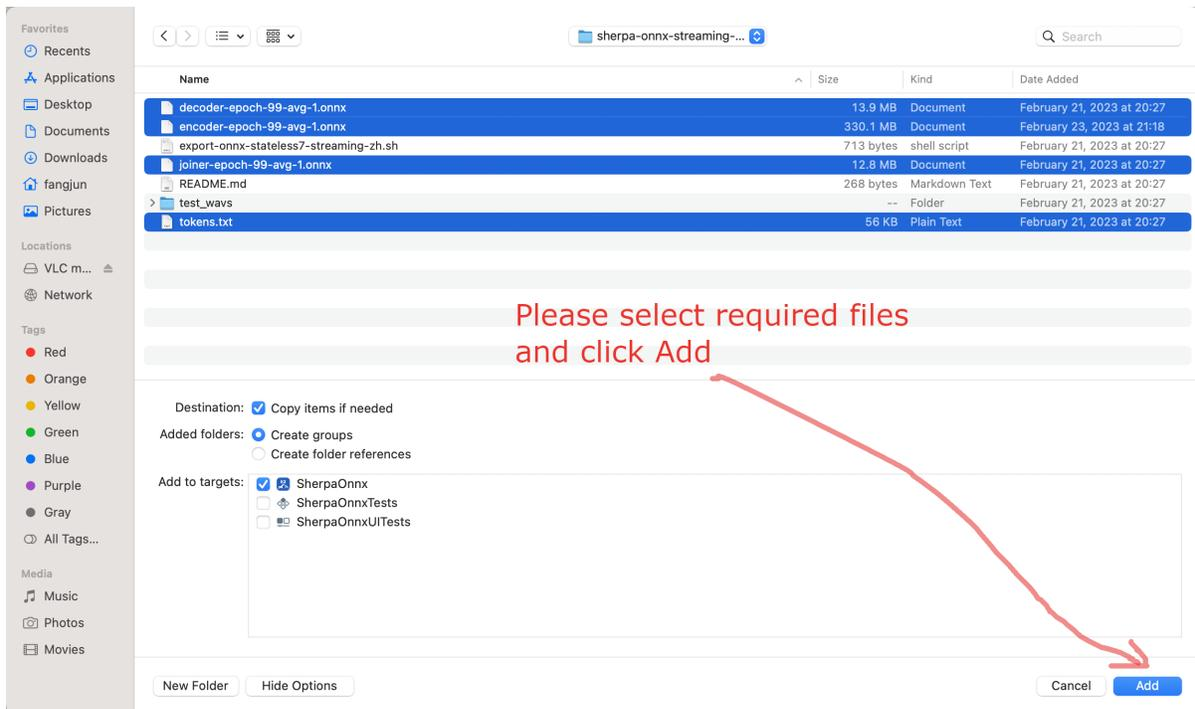 Favorites
Recents
Applications
Desktop
Documents
Downloads
fangjun
Pictures
Locations
VLC m...
Network
Tags
Red
Orange
Yellow
Green
Blue
Purple
Gray
All Tags...
Media
Music
Photos
Movies
sherpa-onnx-streaming-...
Search
Name Size Kind Date Added
decoder-epoch-99-avg-1.onnx 13.9 MB Document February 21, 2023 at 20:27
encoder-epoch-99-avg-1.onnx 330.1 MB Document February 23, 2023 at 21:18
export-onnx-stateless7-streaming-zh.sh 713 bytes shell script February 21, 2023 at 20:27
joiner-epoch-99-avg-1.onnx 12.8 MB Document February 21, 2023 at 20:27
README.md 268 bytes Markdown Text February 21, 2023 at 20:27
test_wavs -- Folder February 21, 2023 at 20:27
tokens.txt 56 KB Plain Text February 21, 2023 at 20:27
Please select required files
and click Add
Destination: Copy items if needed
Added folders: Create groups
Create folder references
Add to targets: SherpaOnnx
SherpaOnnxTests
SherpaOnnxUITests
New Folder Hide Options Cancel Add